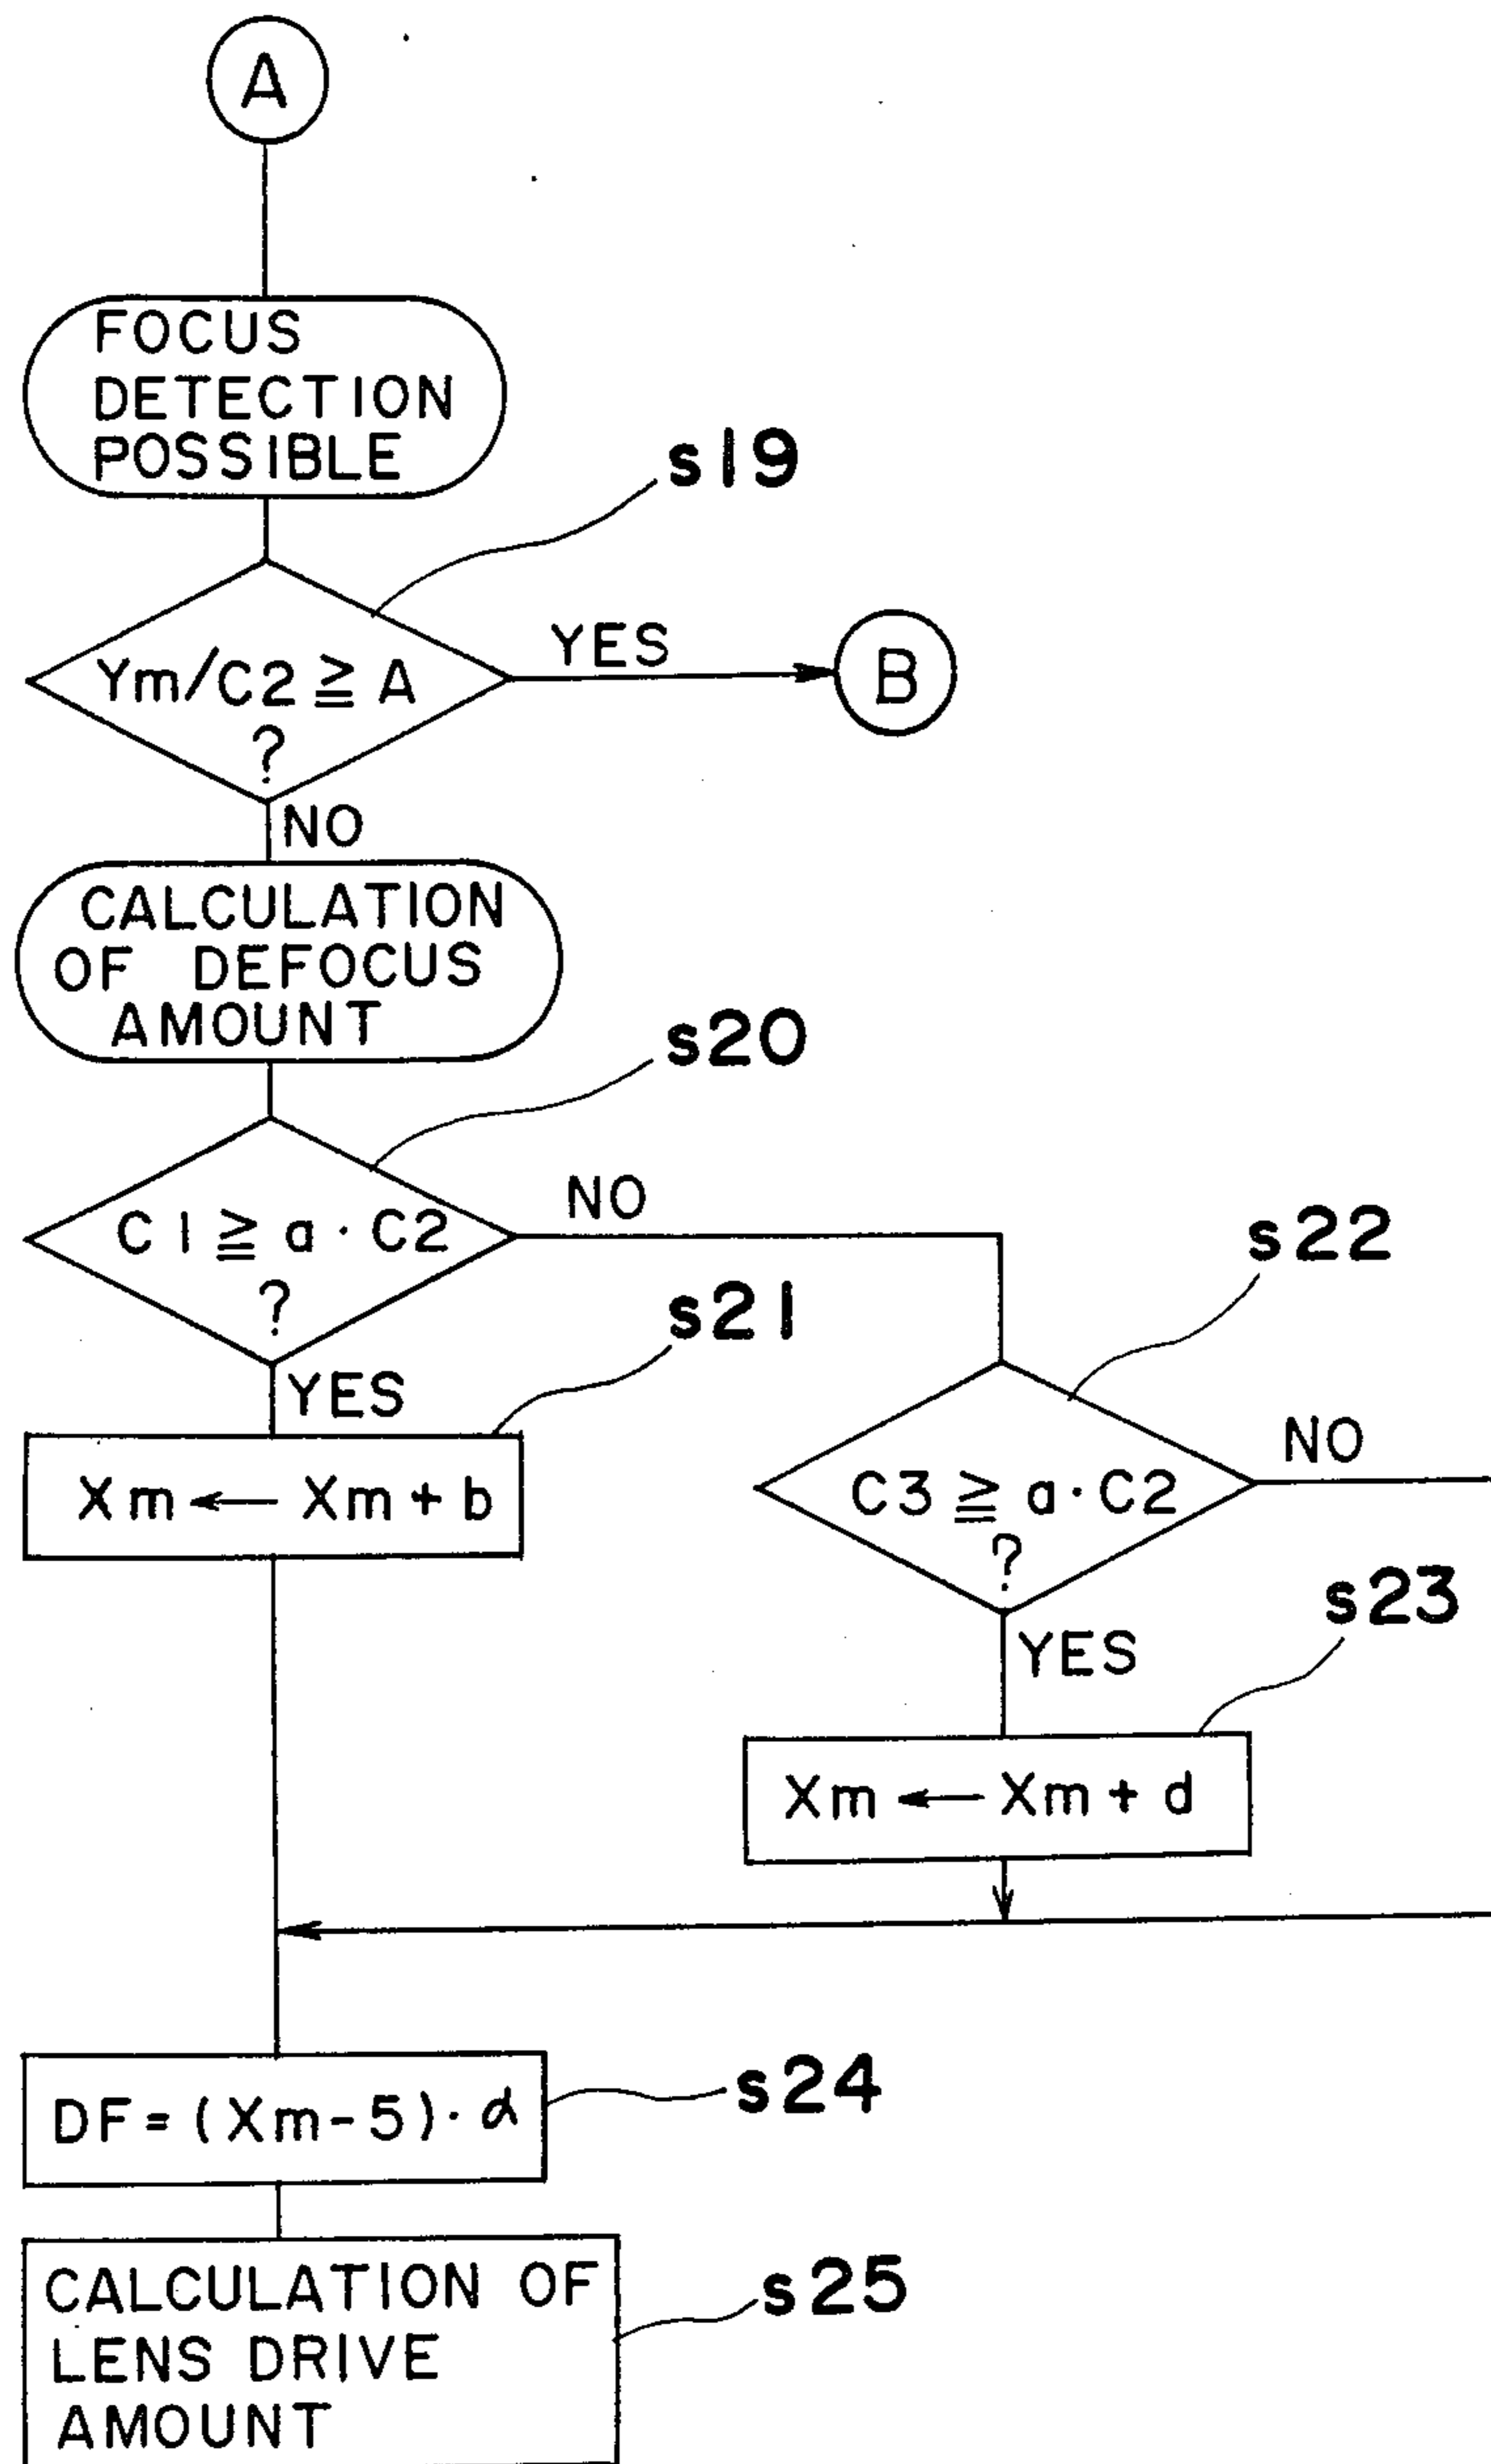 A
FOCUS
DETECTION
POSSIBLE
s19
Ym/C2 ≧ A
?
YES
B
NO
CALCULATION
OF DEFOCUS
AMOUNT
s20
C1 ≧ a · C2
?
NO
YES
s21
Xm ← Xm + b
s22
C3 ≧ a · C2
?
NO
YES
s23
Xm ← Xm + d
DF = (Xm - 5) · α
s24
CALCULATION OF
LENS DRIVE
AMOUNT
s25